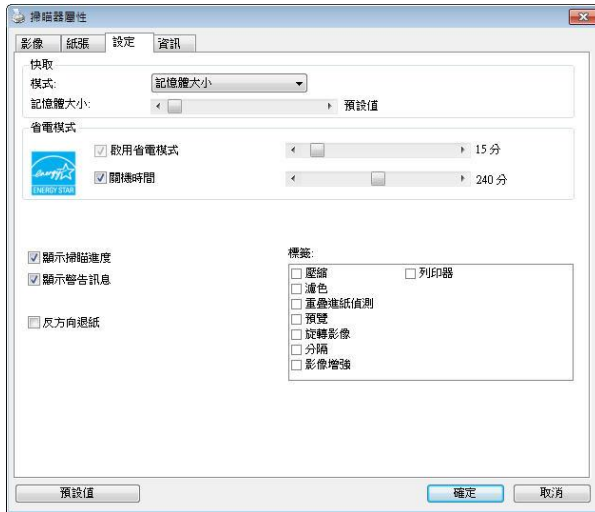 掃瞄器屬性
影像 紙張 設定 資訊
快取
模式: 記憶體大小
記憶體大小: 預設值
省電模式
啟用省電模式 15 分
關機時間 240 分
energy
ENERGY STAR
顯示掃瞄進度
顯示警告訊息
反方向退紙
標籤:
壓縮 列印器
濾色
重疊進紙偵測
預覽
旋轉影像
分隔
影像增強
預設值 確定 取消